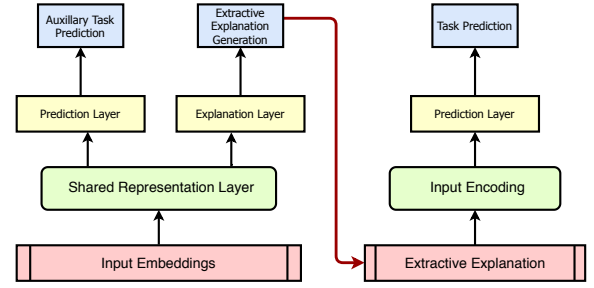 Auxillary Task
Prediction
Extractive
Explanation
Generation
Task Prediction
Prediction Layer
Explanation Layer
Prediction Layer
Shared Representation Layer
Input Encoding
Input Embeddings
Extractive Explanation